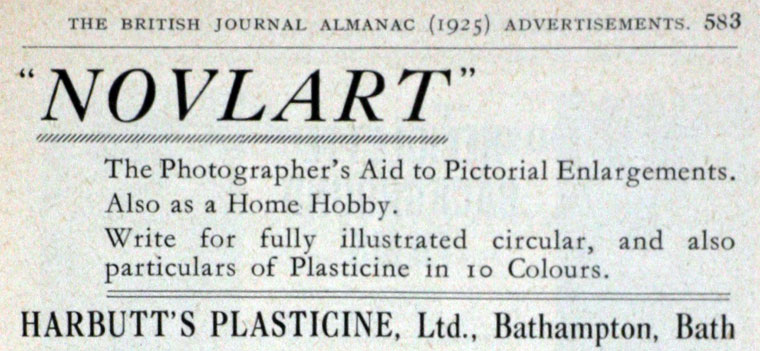 THE BRITISH JOURNAL ALMANAC (1925) ADVERTISEMENTS. 583
"NOVLART"
The Photographer's Aid to Pictorial Enlargements.
Also as a Home Hobby.
Write for fully illustrated circular, and also
particulars of Plasticine in 10 Colours.
HARBUTT'S PLASTICINE, Ltd., Bathampton, Bath